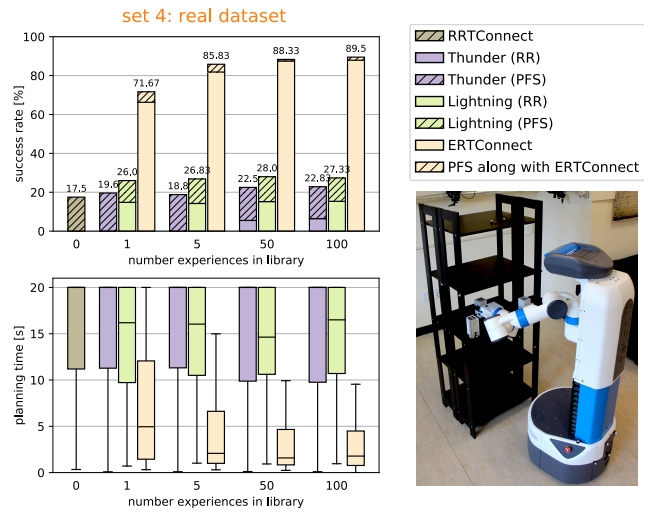 set 4: real dataset
success rate [%]
100
80
60
40
20
0
17.5
19.6
26.0
71.67
18.8
26.83
85.83
22.5
28.0
88.33
22.83
27.33
89.5
0 1 5 50 100
number experiences in library
planning time [s]
20
15
10
5
0
0 1 5 50 100
number experiences in library
RRTConnect
Thunder (RR)
Thunder (PFS)
Lightning (RR)
Lightning (PFS)
ERTConnect
PFS along with ERTConnect